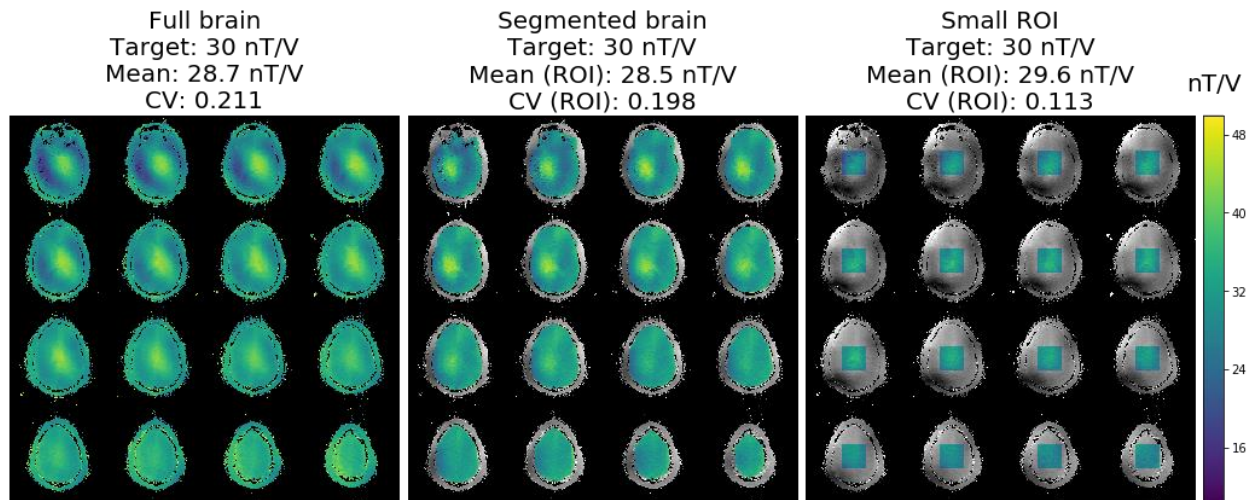 Full brain
Target: 30 nT/V
Mean: 28.7 nT/V
CV: 0.211
Segmented brain
Target: 30 nT/V
Mean (ROI): 28.5 nT/V
CV (ROI): 0.198
Small ROI
Target: 30 nT/V
Mean (ROI): 29.6 nT/V
CV (ROI): 0.113
nT/V
48
40
32
24
16